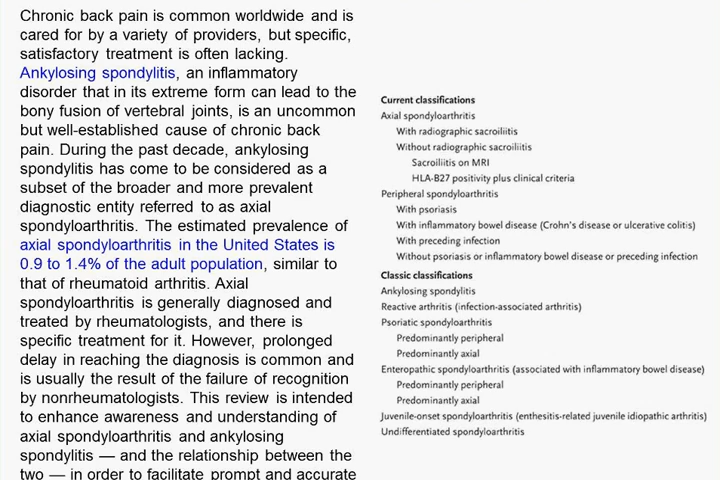 Chronic back pain is common worldwide and is
cared for by a variety of providers, but specific,
satisfactory treatment is often lacking.
Ankylosing spondylitis, an inflammatory
disorder that in its extreme form can lead to the
bony fusion of vertebral joints, is an uncommon
but well-established cause of chronic back
pain. During the past decade, ankylosing
spondylitis has come to be considered as a
subset of the broader and more prevalent
diagnostic entity referred to as axial
spondyloarthritis. The estimated prevalence of
axial spondyloarthritis in the United States is
0.9 to 1.4% of the adult population, similar to
that of rheumatoid arthritis. Axial
spondyloarthritis is generally diagnosed and
treated by rheumatologists, and there is
specific treatment for it. However, prolonged
delay in reaching the diagnosis is common and
is usually the result of the failure of recognition
by nonrheumatologists. This review is intended
to enhance awareness and understanding of
axial spondyloarthritis and ankylosing
spondylitis — and the relationship between the
two — in order to facilitate prompt and accurate
Current classifications
Axial spondyloarthritis
With radiographic sacroiliitis
Without radiographic sacroiliitis
Sacroiliitis on MRI
HLA-B27 positivity plus clinical criteria
Peripheral spondyloarthritis
With psoriasis
With inflammatory bowel disease (Crohn's disease or ulcerative colitis)
With preceding infection
Without psoriasis or inflammatory bowel disease or preceding infection
Classic classifications
Ankylosing spondylitis
Reactive arthritis (infection-associated arthritis)
Psoriatic spondyloarthritis
Predominantly peripheral
Predominantly axial
Enteropathic spondyloarthritis (associated with inflammatory bowel disease)
Predominantly peripheral
Predominantly axial
Juvenile-onset spondyloarthritis (enthesitis-related juvenile idiopathic arthritis)
Undifferentiated spondyloarthritis